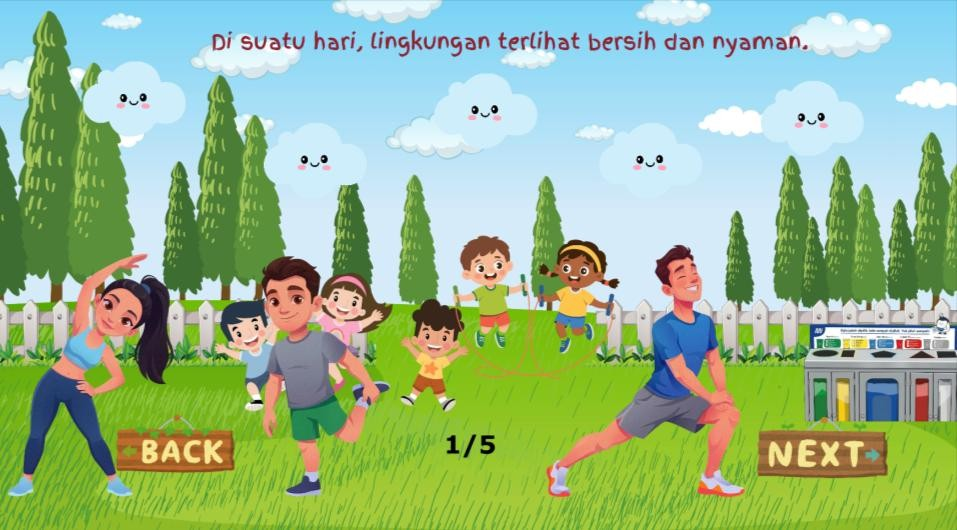 Di suatu hari, lingkungan terlihat bersih dan nyaman.
BACK
1/5
NEXT